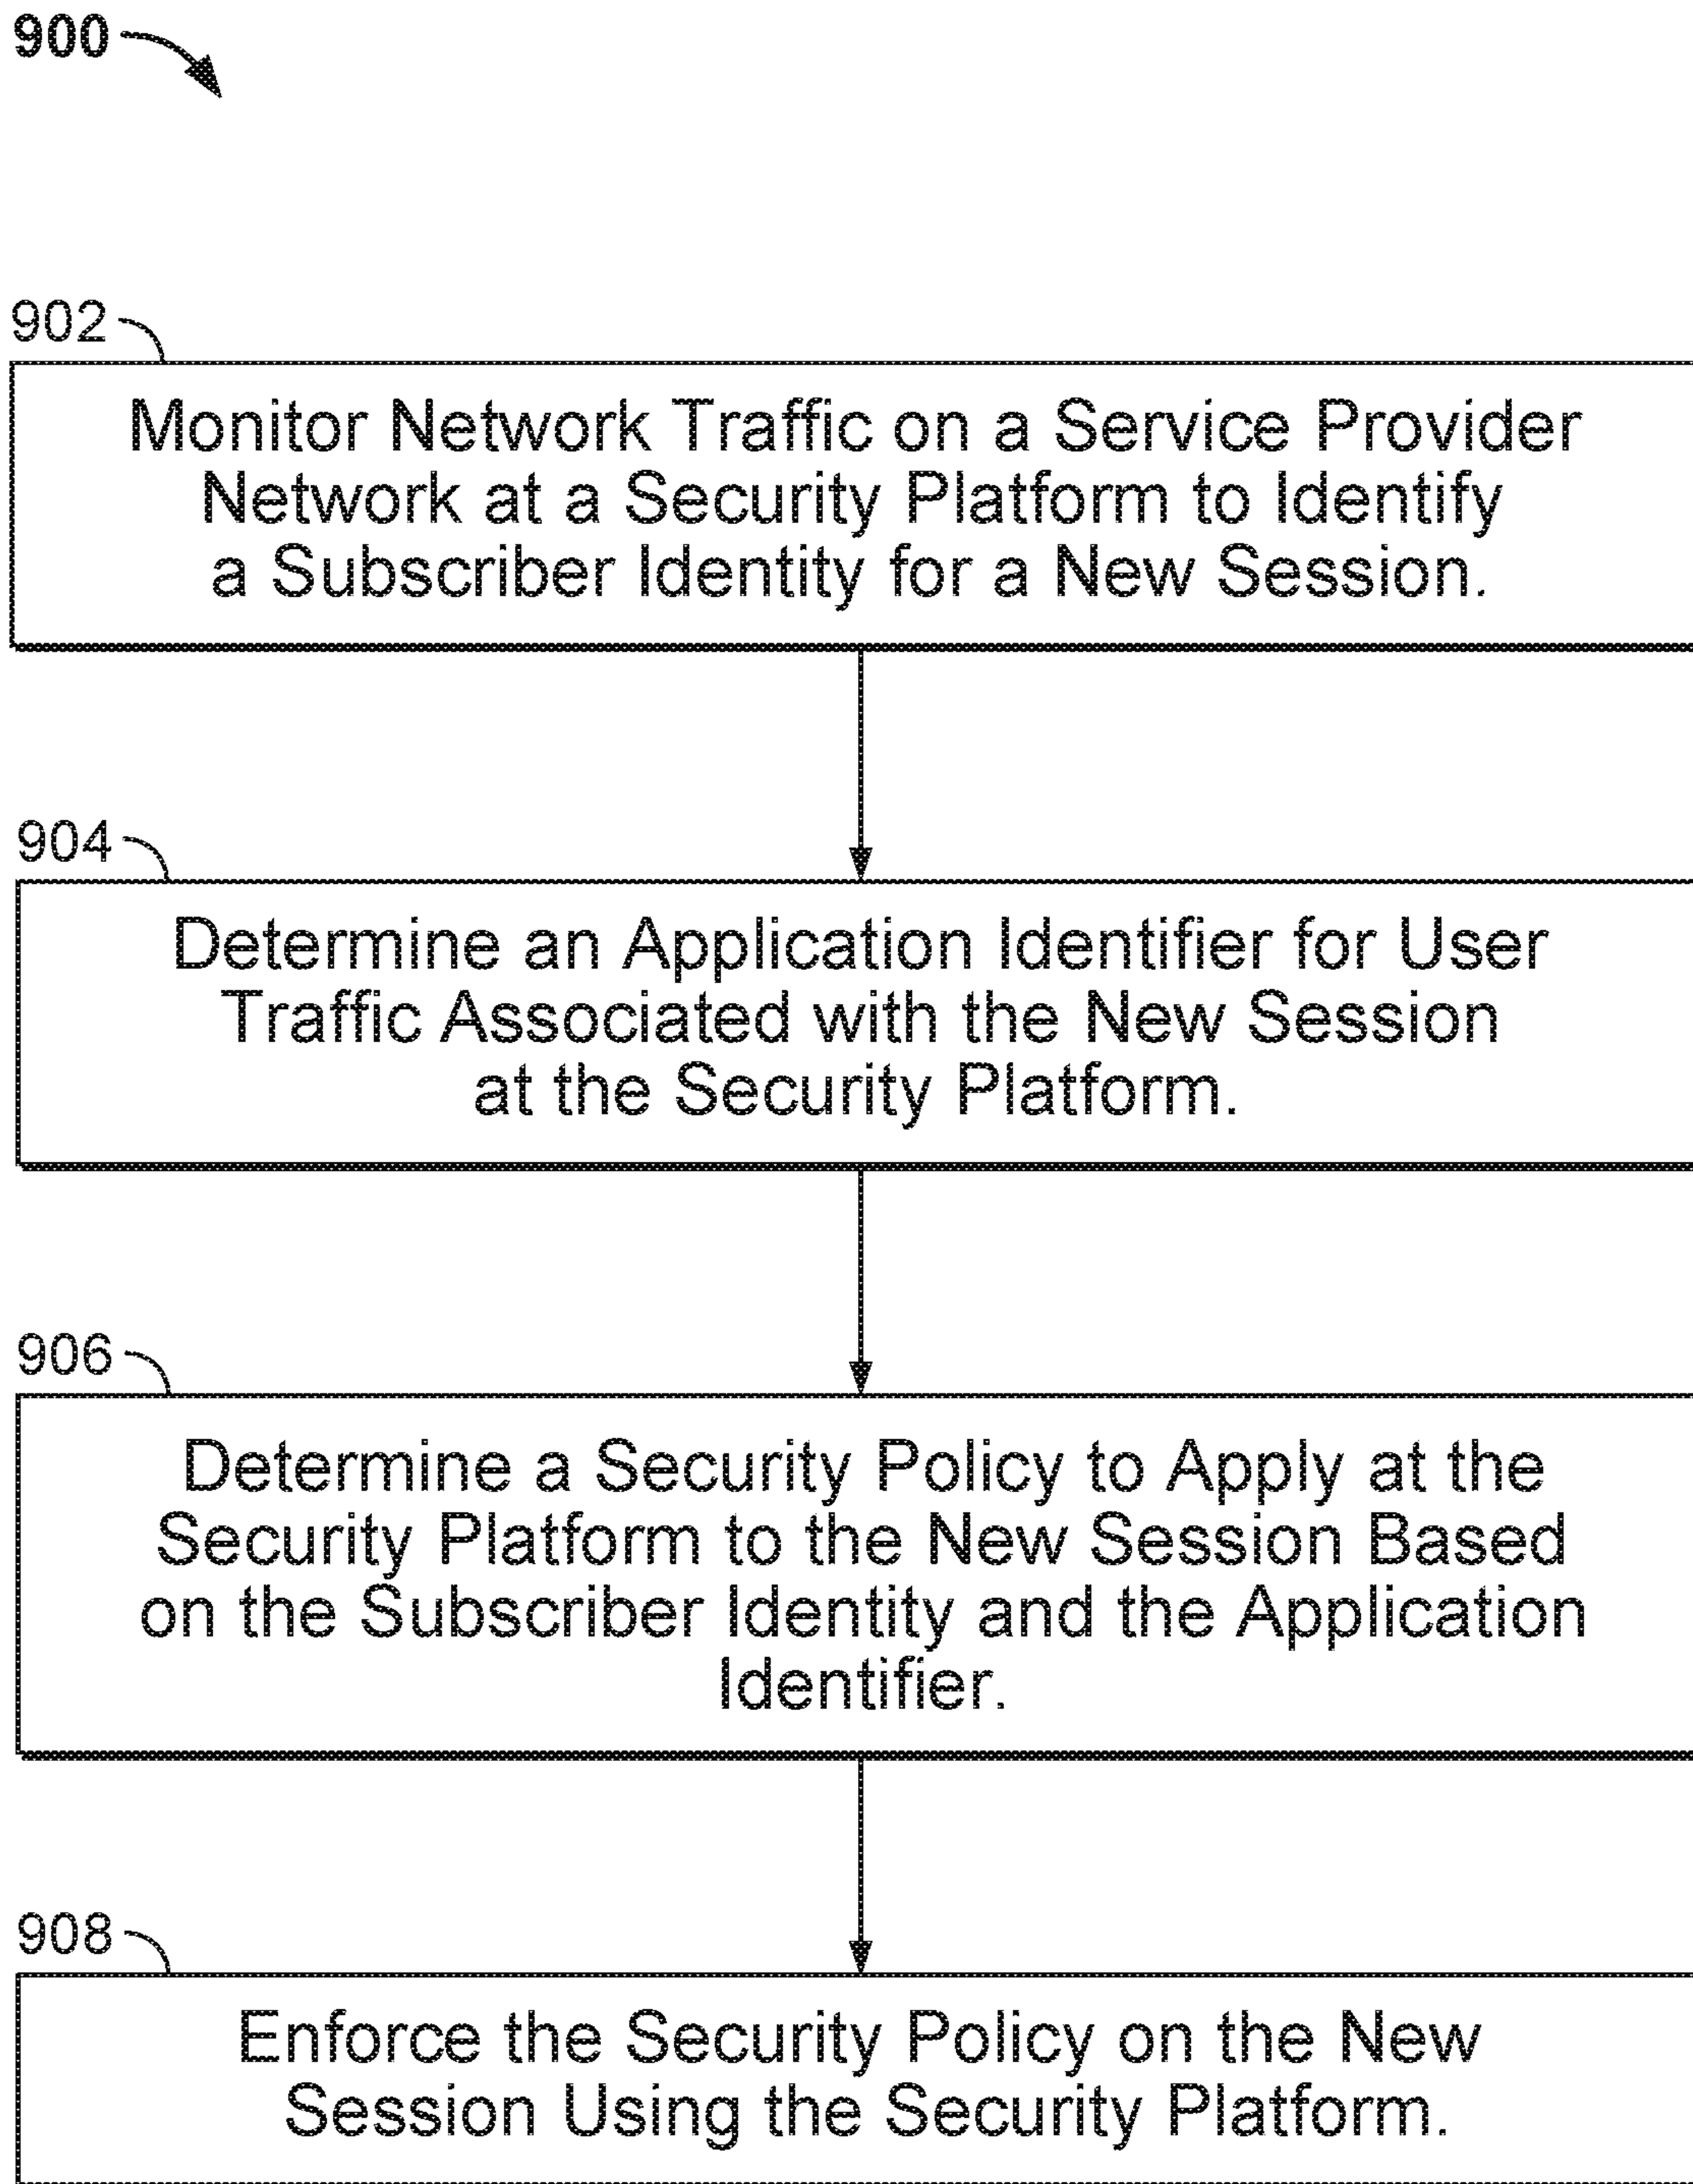 900
902
Monitor Network Traffic on a Service Provider
Network at a Security Platform to Identify
a Subscriber Identity for a New Session.
904
Determine an Application Identifier for User
Traffic Associated with the New Session
at the Security Platform.
906
Determine a Security Policy to Apply at the
Security Platform to the New Session Based
on the Subscriber Identity and the Application
Identifier.
908
Enforce the Security Policy on the New
Session Using the Security Platform.